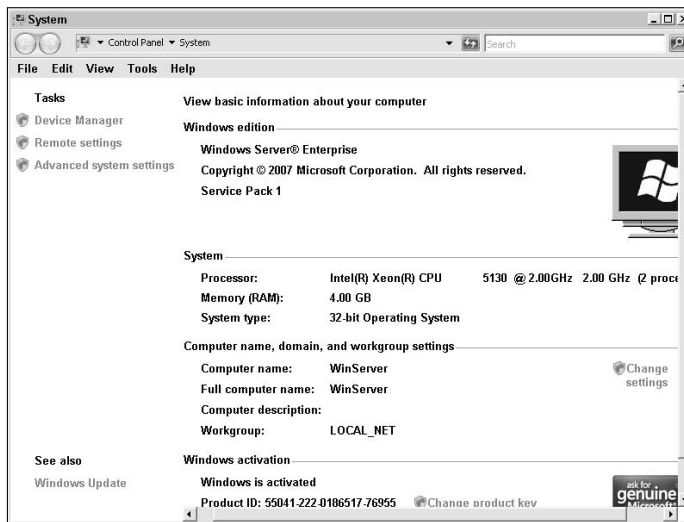 System
Control Panel System
Search
File Edit View Tools Help
Tasks
Device Manager
Remote settings
Advanced system settings
See also
Windows Update
View basic information about your computer
Windows edition
Windows Server® Enterprise
Copyright © 2007 Microsoft Corporation. All rights reserved.
Service Pack 1
System
Processor: Intel(R) Xeon(R) CPU 5130 @ 2.00GHz 2.00 GHz (2 proce
Memory (RAM): 4.00 GB
System type: 32-bit Operating System
Computer name, domain, and workgroup settings
Computer name: WinServer
Change
settings
Full computer name: WinServer
Computer description:
Workgroup: LOCAL_NET
Windows activation
Windows is activated
Product ID: 55041-222-0186517-76955 Change product key
ask for
genuine
Microsoft